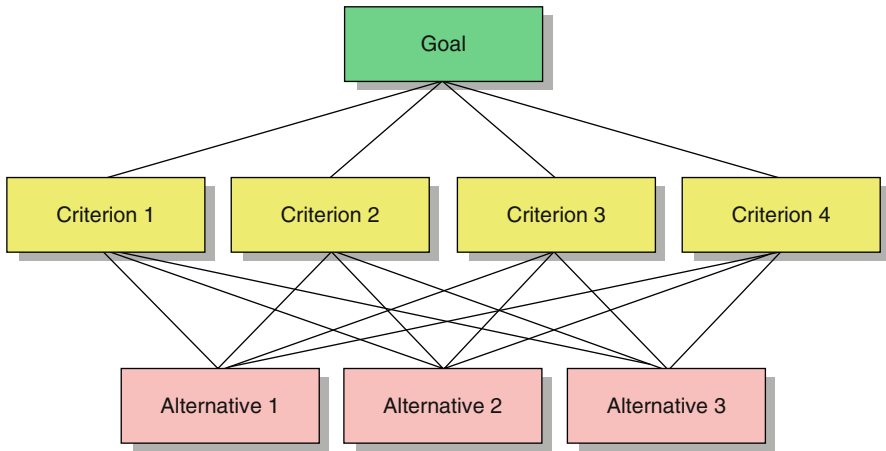 Goal
Criterion 1
Criterion 2
Criterion 3
Criterion 4
Alternative 1
Alternative 2
Alternative 3